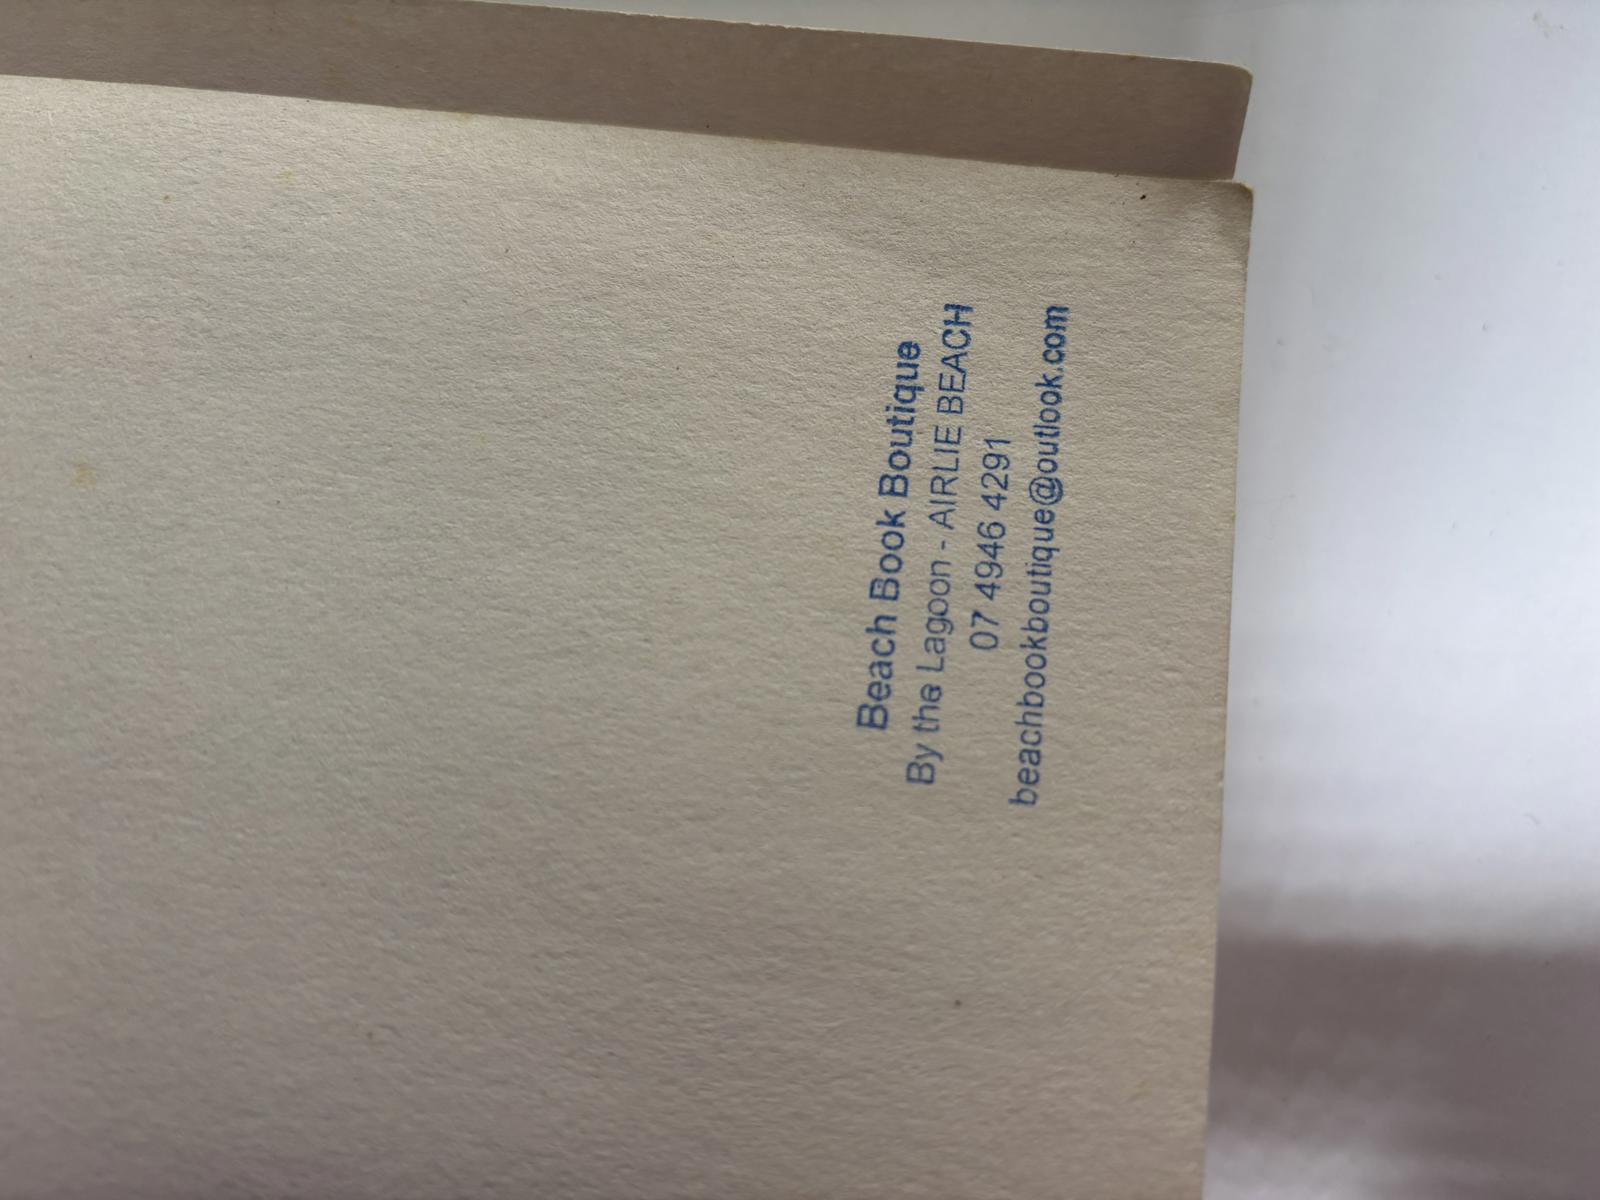 Beach Book Boutique
By the Lagoon - AIRLIE BEACH
07 4946 4291
beachbookboutique@outlook.com